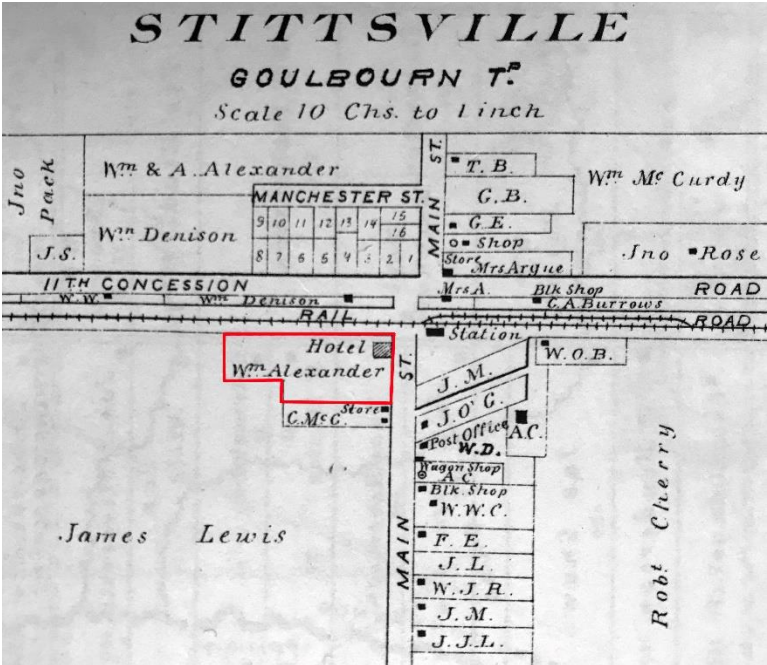 STITTSVILLE
GOULBOURN TP.
Scale 10 Chs. to 1 inch
Jno Pack
Wm & A. Alexander
MAIN ST.
T. B.
G. B.
Wm Mc Curdy
MANCHESTER ST.
9 10 11 12 13 14 15
16
8 7 6 5 4 3 2 1
Wm Denison
J.S.
G. E.
Shop
Store
Mrs Argue
Jno Rose
11TH CONCESSION
Mrs A.
Blk Shop
ROAD
W. W.
Wm Denison
C. A. Burrows
RAIL
ROAD
Station
Hotel
Wm Alexander
ST.
J. M.
W. O. B.
Store
C. Mc C.
J. O' G.
A.C.
Post Office
W. D.
Wagon Shop
A C
Blk. Shop
W. W. C.
James Lewis
Robt Cherry
MAIN
F. E.
J. L.
W. J. R.
J. M.
J. J. L.